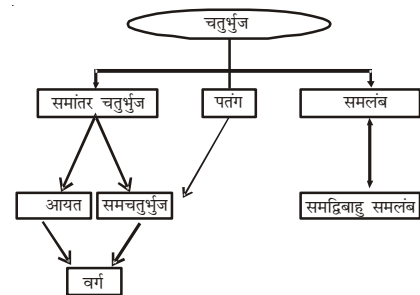 चतुर्भुज
समांतर चतुर्भुज पतंग समलंब
आयत समचतुर्भुज समद्विबाहु समलंब
वर्ग